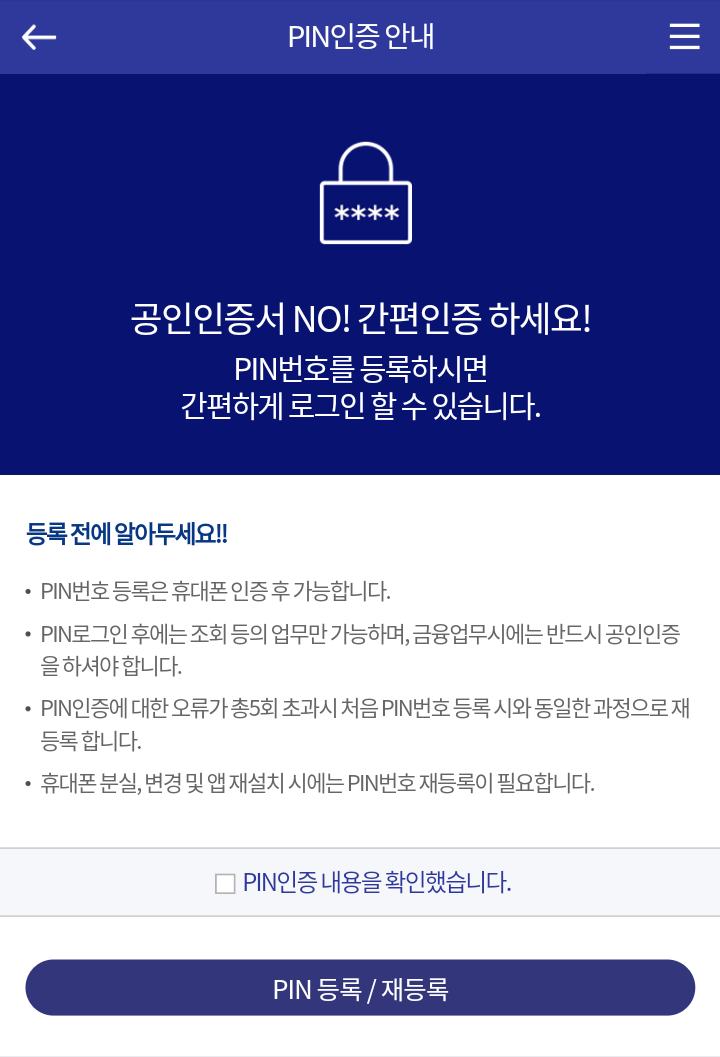 PIN인증 안내
****
공인인증서 NO! 간편인증 하세요!
PIN번호를 등록하시면
간편하게 로그인 할 수 있습니다.
등록 전에 알아두세요!!
• PIN번호 등록은 휴대폰 인증 후 가능합니다.
• PIN로그인 후에는 조회 등의 업무만 가능하며, 금융업무시에는 반드시 공인인증
을 하셔야 합니다.
• PIN인증에 대한 오류가 총5회 초과시 처음 PIN번호 등록 시와 동일한 과정으로 재
등록 합니다.
• 휴대폰 분실, 변경 및 앱 재설치 시에는 PIN번호 재등록이 필요합니다.
PIN인증 내용을 확인했습니다.
PIN 등록 / 재등록